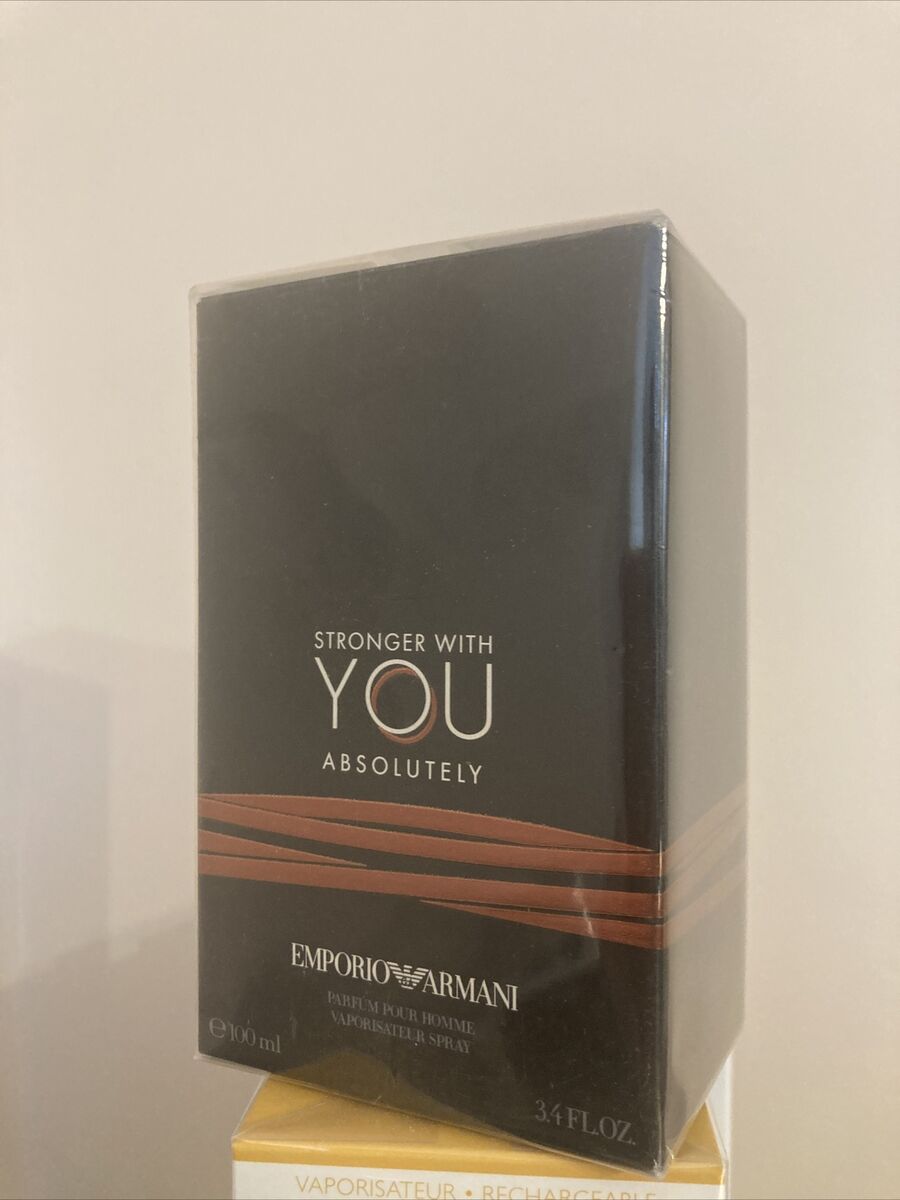 STRONGER WITH
YOU
ABSOLUTELY
EMPORIO ARMANI
PARFUM POUR HOMME
VAPORISATEUR SPRAY
℮100 ml
3.4 FL.OZ.
VAPORISATEUR • RECHARGEABLE